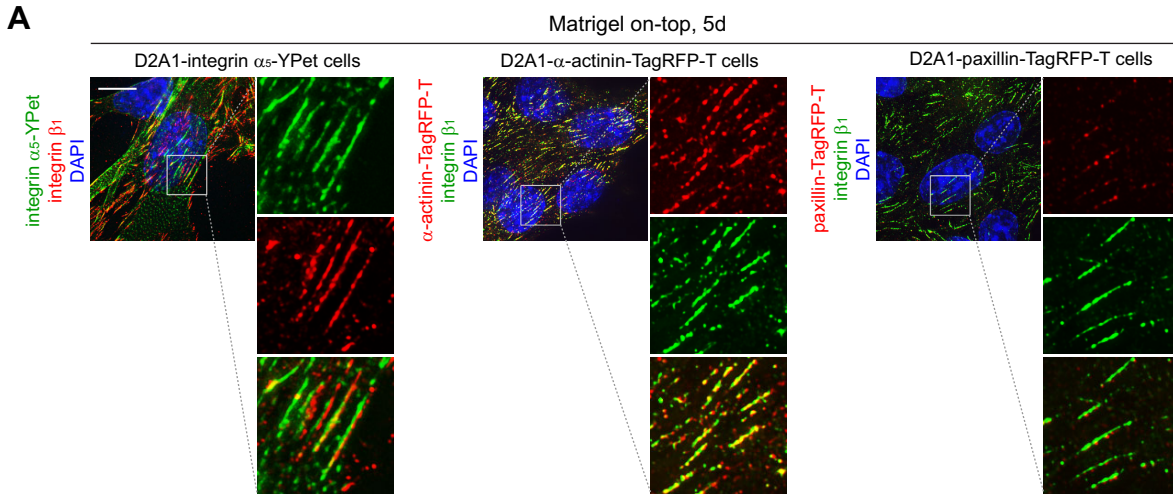 A
Matrigel on-top, 5d
D2A1-integrin α₅-YPet cells
D2A1-α-actinin-TagRFP-T cells
D2A1-paxillin-TagRFP-T cells
integrin α₅-YPet
integrin β₁
DAPI
α-actinin-TagRFP-T
integrin β₁
DAPI
paxillin-TagRFP-T
integrin β₁
DAPI